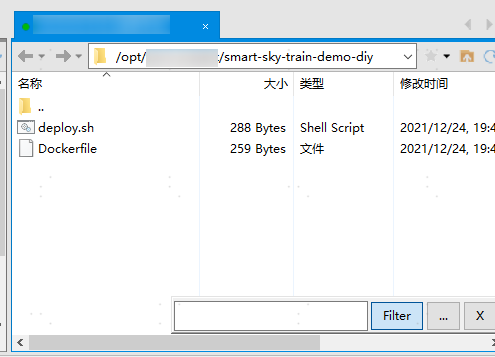 /opt/ /smart-sky-train-demo-diy
名称 大小 类型 修改时间
..
deploy.sh 288 Bytes Shell Script 2021/12/24, 19:4
Dockerfile 259 Bytes 文件 2021/12/24, 19:4
Filter ... X